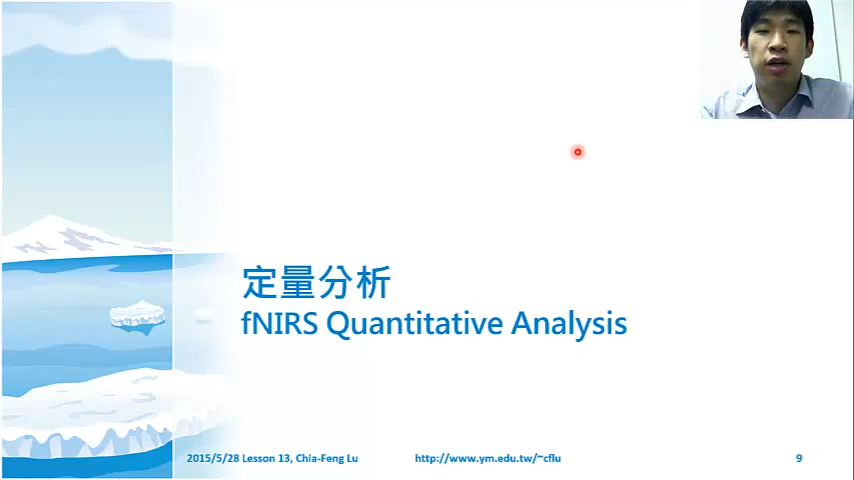 定量分析
fNIRS Quantitative Analysis
2015/5/28 Lesson 13, Chia-Feng Lu
http://www.ym.edu.tw/~cflu
9